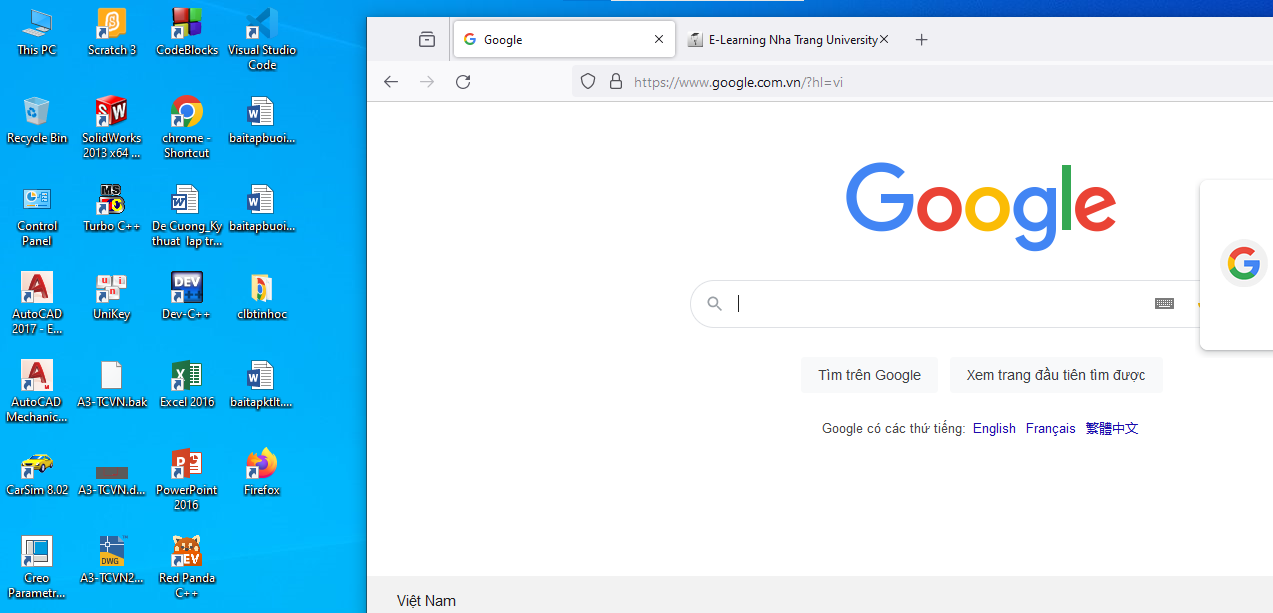 This PC
Scratch 3
CodeBlocks
Visual Studio
Code
Recycle Bin
SolidWorks
2013 x64 ...
chrome -
Shortcut
baitapbuoi...
Control
Panel
MS
Turbo C++
De Cuong_Ky
thuat lap tr...
baitapbuoi...
AutoCAD
2017 - E...
UniKey
DEV
Dev-C++
clbtinhoc
AutoCAD
Mechanic...
A3-TCVN.bak
Excel 2016
baitapktlt....
CarSim 8.02
A3-TCVN.d...
PowerPoint
2016
Firefox
Creo
Parametr...
DWG
A3-TCVN2...
EV
Red Panda
C++
Google
E-Learning Nha Trang University
https://www.google.com.vn/?hl=vi
Google
Tìm trên Google
Xem trang đầu tiên tìm được
Google có các thứ tiếng: English Français 繁體中文
Việt Nam